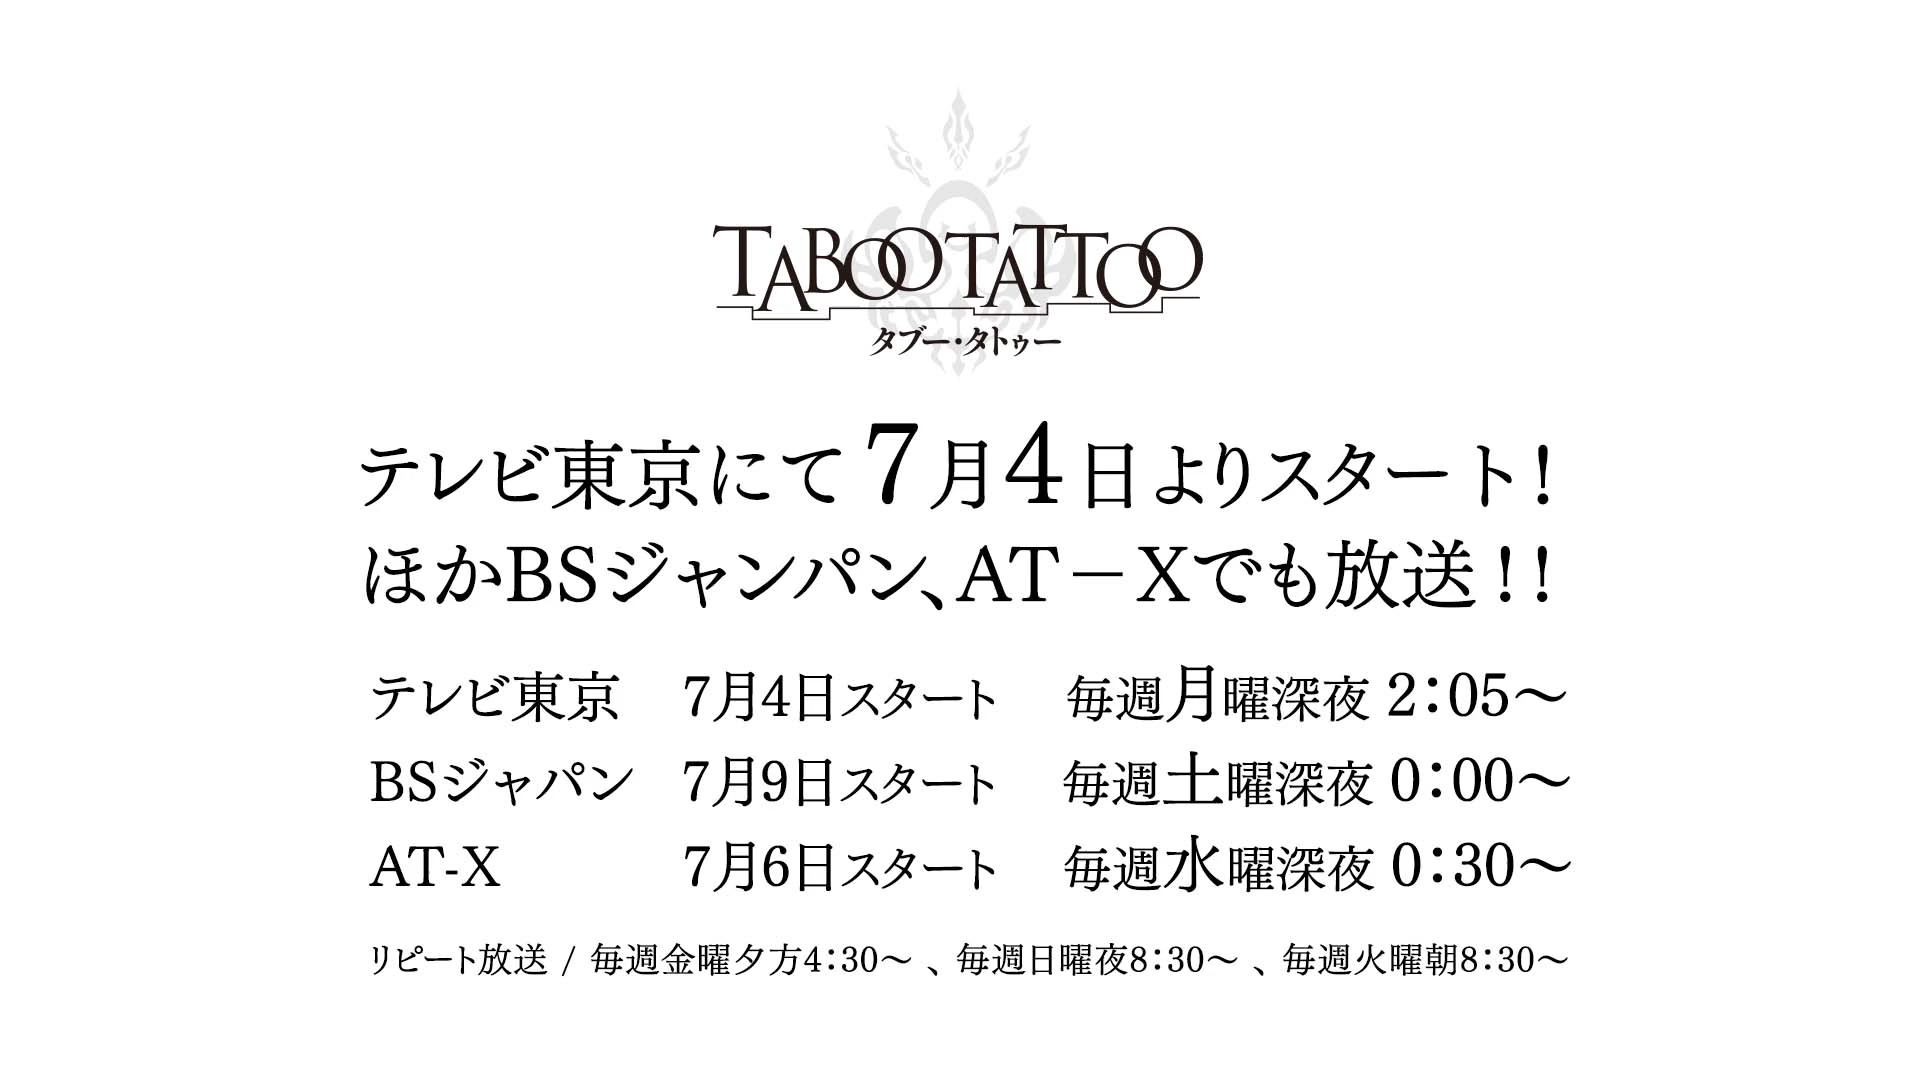 TABOO TATTOO
タブー・タトゥー
テレビ東京にて7月4日よりスタート!
ほかBSジャンパン、AT－Xでも放送!!
テレビ東京 7月4日スタート 毎週月曜深夜 2:05～
BSジャパン 7月9日スタート 毎週土曜深夜 0:00～
AT-X 7月6日スタート 毎週水曜深夜 0:30～
リピート放送 / 毎週金曜夕方4:30～ 、毎週日曜夜8:30～ 、毎週火曜朝8:30～